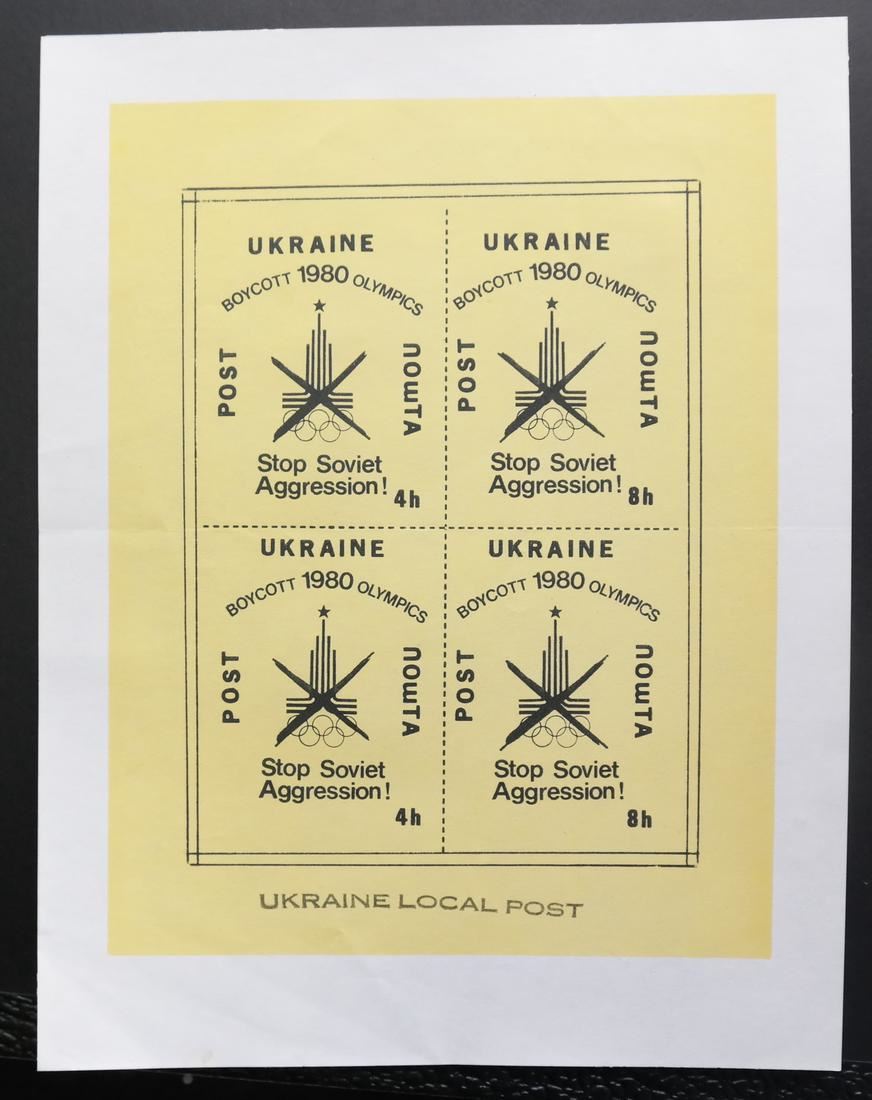 UKRAINE
BOYCOTT 1980 OLYMPICS
POST
ПОШТА
Stop Soviet
Aggression!
4h
UKRAINE
BOYCOTT 1980 OLYMPICS
POST
ПОШТА
Stop Soviet
Aggression!
8h
UKRAINE
BOYCOTT 1980 OLYMPICS
POST
ПОШТА
Stop Soviet
Aggression!
4h
UKRAINE
BOYCOTT 1980 OLYMPICS
POST
ПОШТА
Stop Soviet
Aggression!
8h
UKRAINE LOCAL POST